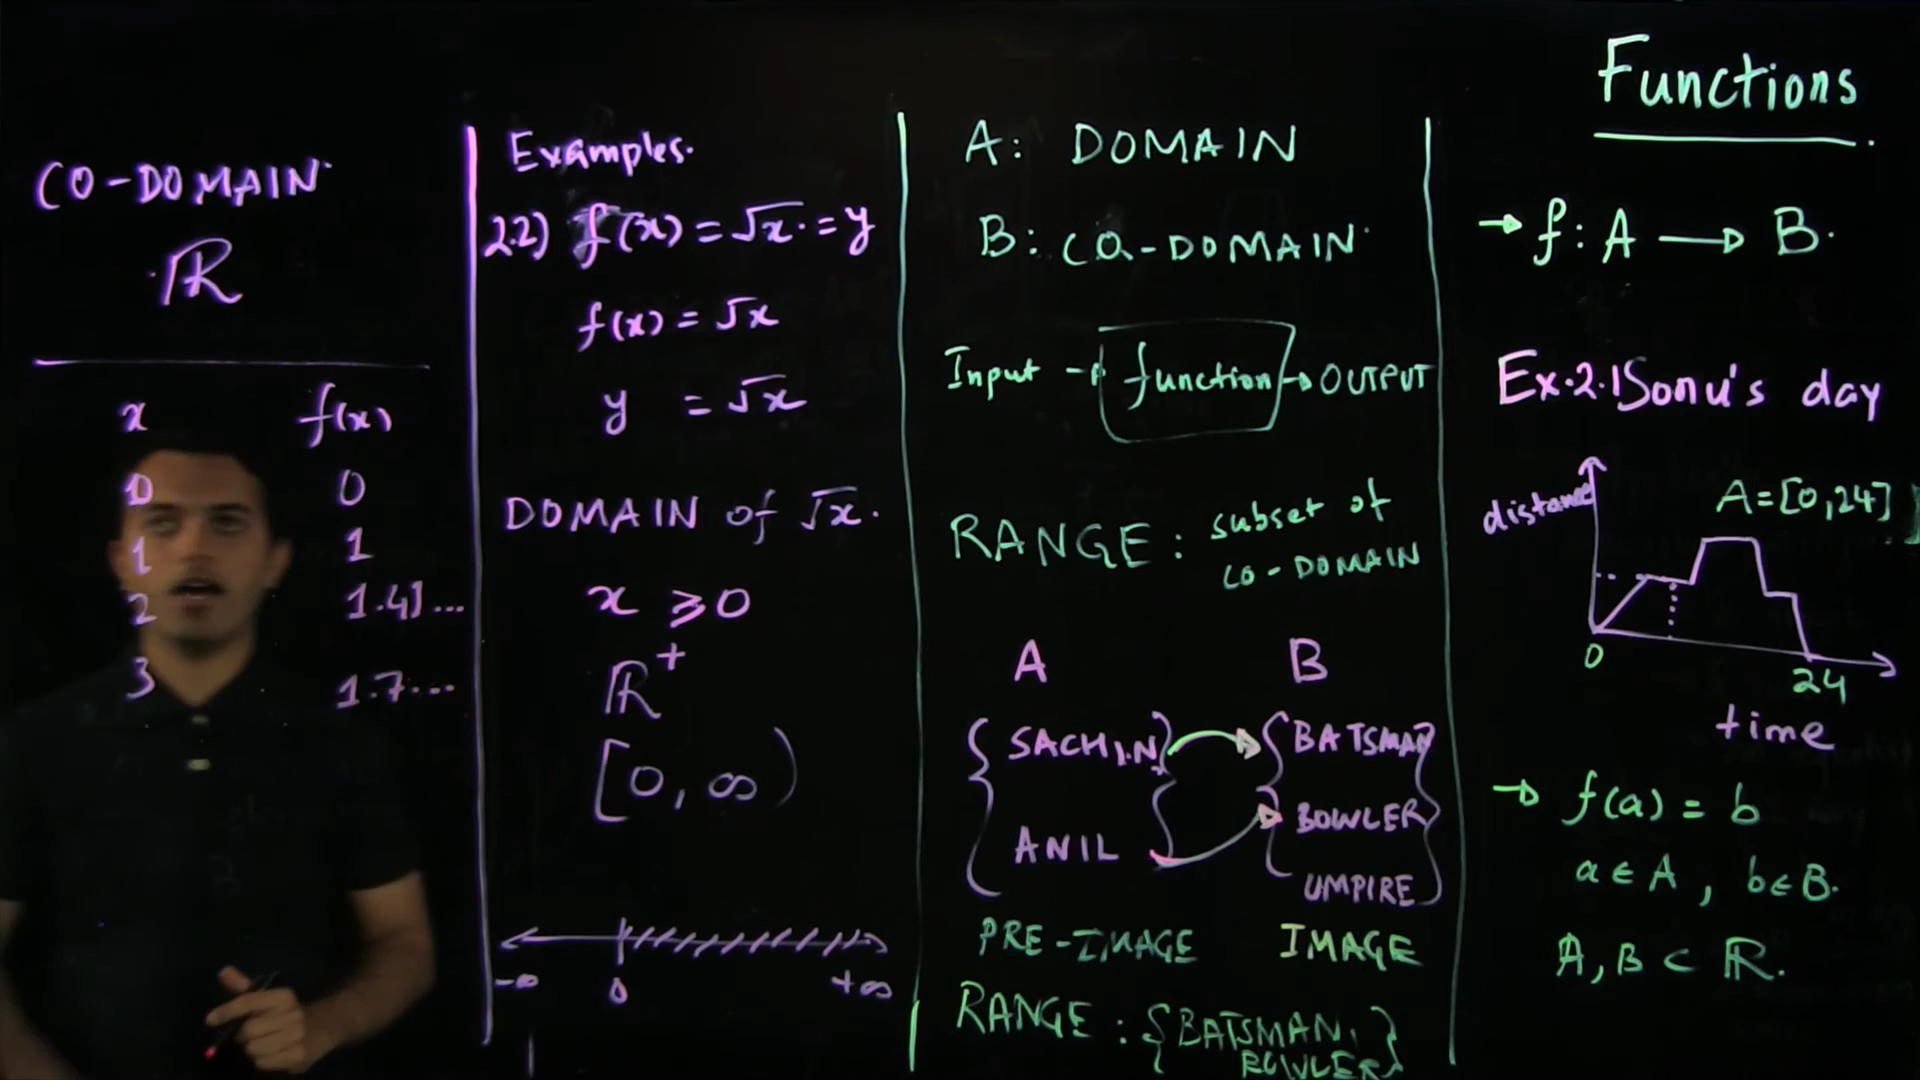 Functions
CO-DOMAIN
ℝ
x f(x)
0 0
1 1
2 1.41...
3 1.7...
Examples.
2.2) f(x) = √x = y
f(x) = √x
y = √x
DOMAIN of √x.
x ⩾ 0
ℝ⁺
[0, ∞)
-∞ 0 +∞
A: DOMAIN
B: CO-DOMAIN
Input → function → OUTPUT
RANGE: subset of
CO-DOMAIN
A B
SACHIN BATSMAN
ANIL BOWLER
UMPIRE
PRE-IMAGE IMAGE
RANGE: {BATSMAN,
BOWLER}
→ f: A → B.
Ex.2.1 Sonu's day
distance
A=[0,24]
0 24
time
→ f(a) = b
a ∈ A, b ∈ B.
A, B ⊂ ℝ.